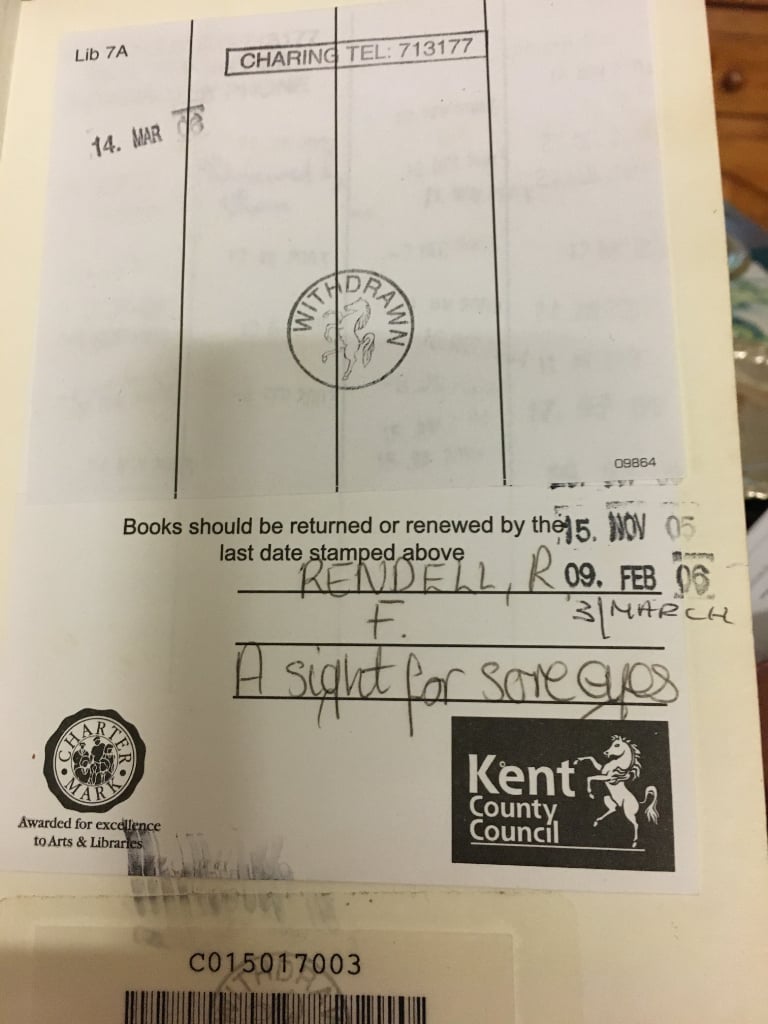 Lib 7A
CHARING TEL: 713177
14. MAR 06
WITHDRAWN
09864
Books should be returned or renewed by the
last date stamped above
15. NOV 05
RENDELL, R
09. FEB 06
F.
3/MARCH
A sight for sore eyes
CHARTER MARK
Awarded for excellence
to Arts & Libraries
Kent
County
Council
C015017003
WITHDRAWN